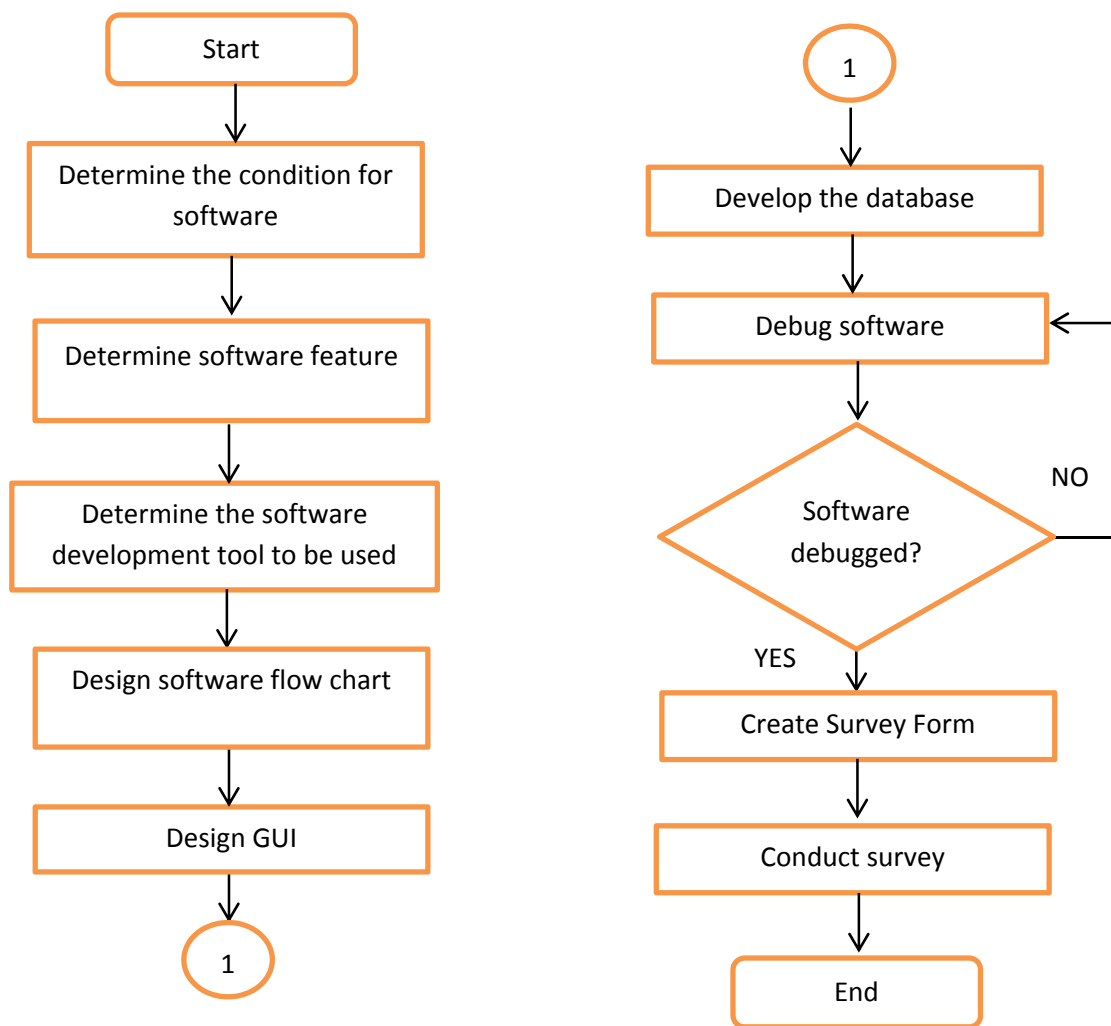 Start
Determine the condition for
software
Determine software feature
Determine the software
development tool to be used
Design software flow chart
Design GUI
1
1
Develop the database
Debug software
Software
debugged?
NO
YES
Create Survey Form
Conduct survey
End